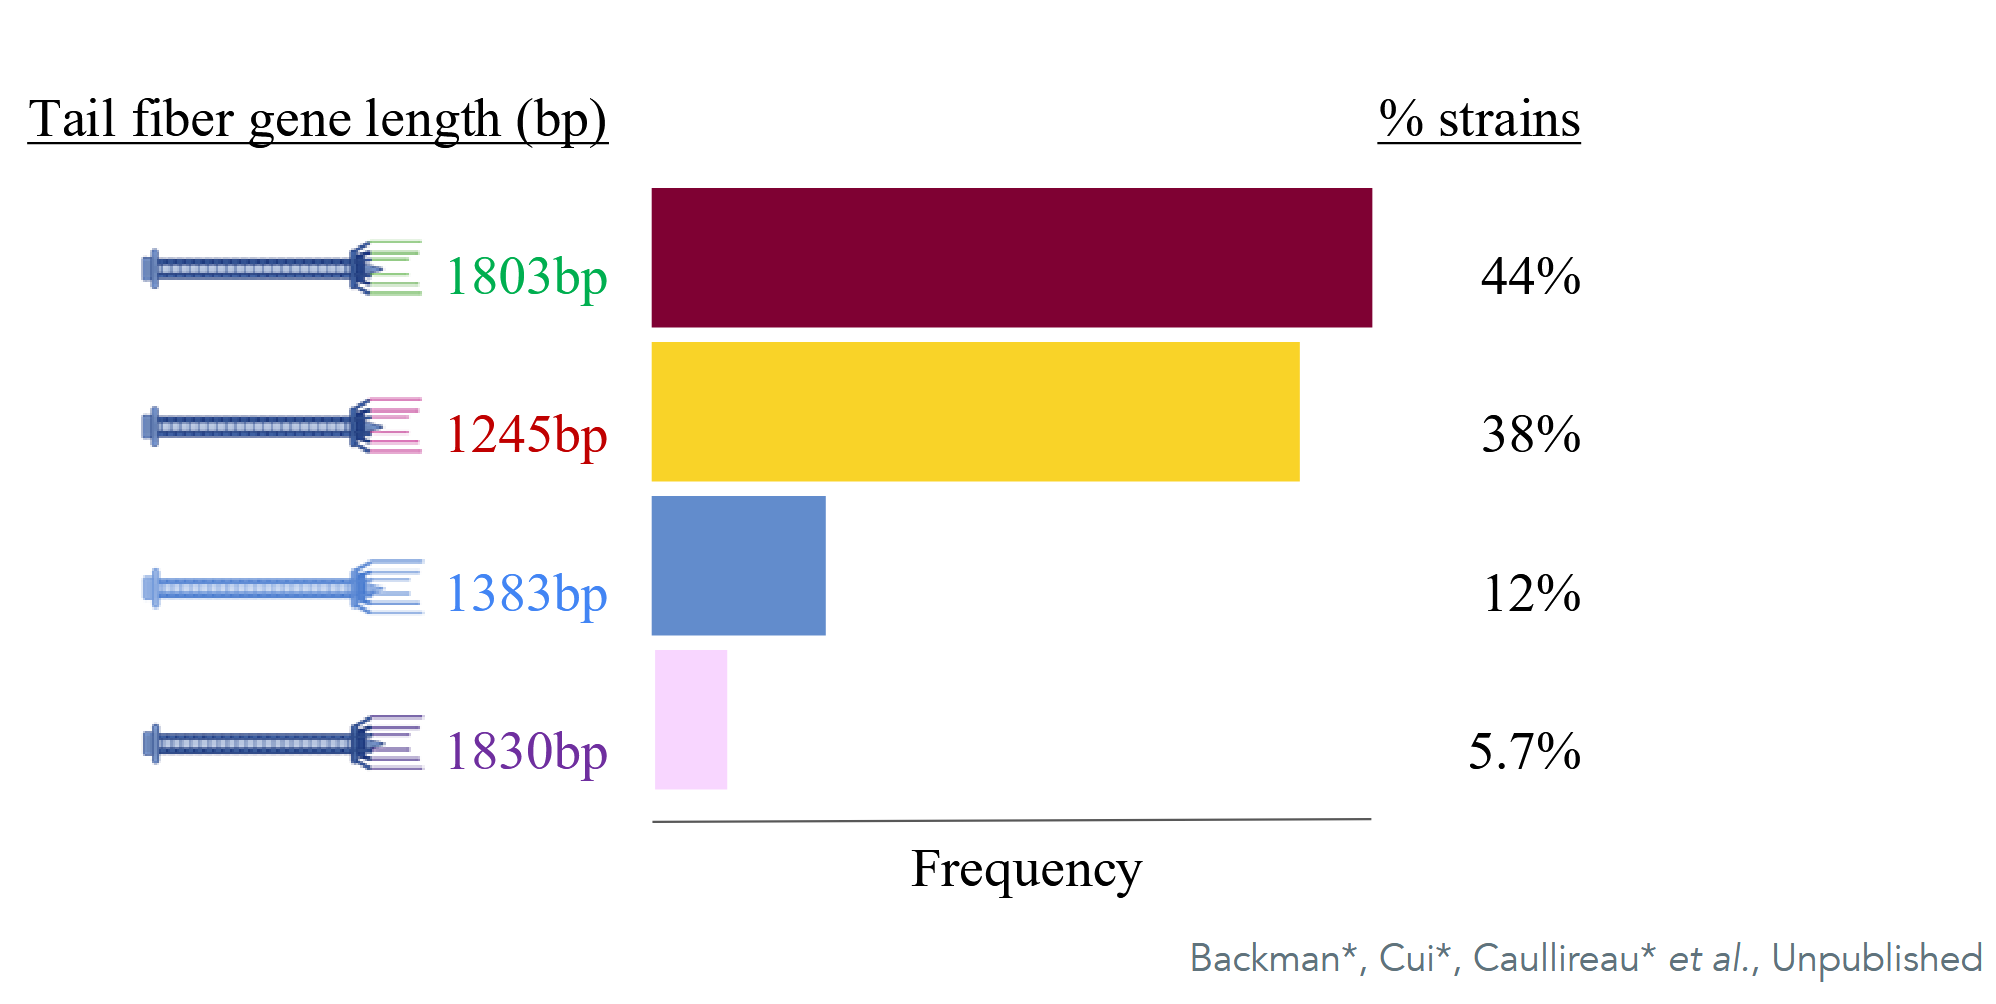 Tail fiber gene length (bp) % strains
1803bp 44%
1245bp 38%
1383bp 12%
1830bp 5.7%
Frequency
Backman*, Cui*, Caullireau* et al., Unpublished